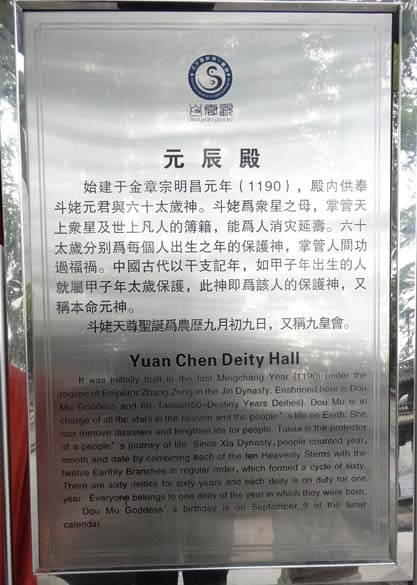 白雲觀
Baiyun guan
元辰殿
始建于金章宗明昌元年（1190），殿内供奉
斗姥元君與六十太歲神。斗姥爲衆星之母，掌管天
上衆星及世上凡人的簿籍，能爲人消灾延壽。六十
太歲分别爲每個人出生之年的保護神，掌管人間功
過福禍。中國古代以干支記年，如甲子年出生的人
就屬甲子年太歲保護，此神即爲該人的保護神，又
稱本命元神。
斗姥天尊聖誕爲農歷九月初九日，又稱九皇會。
Yuan Chen Deity Hall
It was initially built in the first Mingchang Year (1190) under the
regime of Emperor Zhang Zong in the Jin Dynasty. Enshrined here is Dou
Mu Goddess and 60-Taisuis(60-Destiny Years Deities). Dou Mu is in
charge of all the stars in the heaven and the people's life on Earth. She
can remove disasters and lengthen life for people. Taisui is the protector
of a people's journey of life. Since Xia Dynasty, people counted year,
month and date by combining each of the ten Heavenly Stems with the
twelve Earthly Branches in regular order, which formed a cycle of sixty.
There are sixty deities for sixty years and each deity is on duty for one
year. Everyone belongs to one deity of the year in which they were born.
Dou Mu Goddess's birthday is on September 9 of the lunar
calendar.